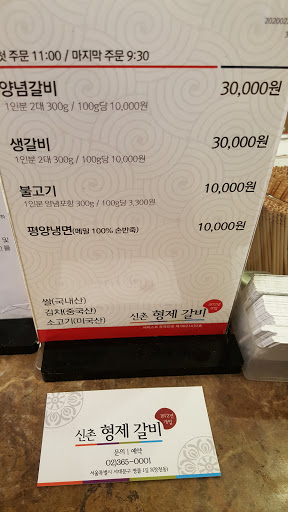 첫 주문 11:00 / 마지막 주문 9:30
양념갈비 30,000원
1인분 2대 300g / 100g당 10,000원
생갈비 30,000원
1인분 2대 300g / 100g당 10,000원
불고기 10,000원
1인분 양념포함 300g / 100g당 3,300원
평양냉면(메밀 100% 손반죽) 10,000원
쌀(국내산)
김치(중국산)
소고기(미국산)
신촌 형제 갈비
신촌 형제 갈비
문의 | 예약
02)365-0001